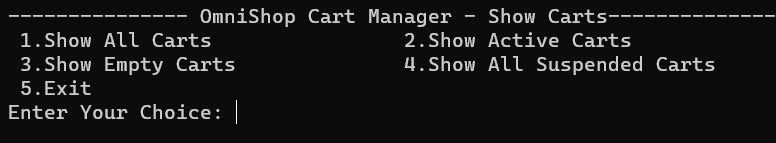 --------------- OmniShop Cart Manager - Show Carts--------------
1.Show All Carts 2.Show Active Carts
3.Show Empty Carts 4.Show All Suspended Carts
5.Exit
Enter Your Choice: